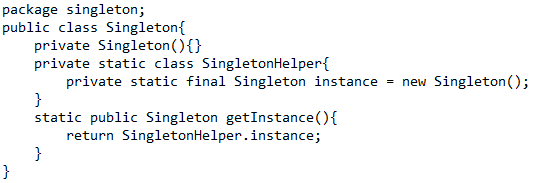 package singleton;
public class Singleton{
    private Singleton(){}
    private static class SingletonHelper{
        private static final Singleton instance = new Singleton();
    }
    static public Singleton getInstance(){
        return SingletonHelper.instance;
    }
}